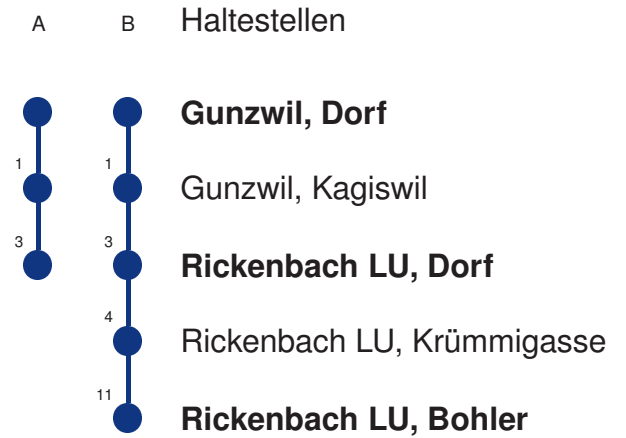 A B Haltestellen
Gunzwil, Dorf
1 1 Gunzwil, Kagiswil
3 3 Rickenbach LU, Dorf
4 Rickenbach LU, Krümmigasse
11 Rickenbach LU, Bohler